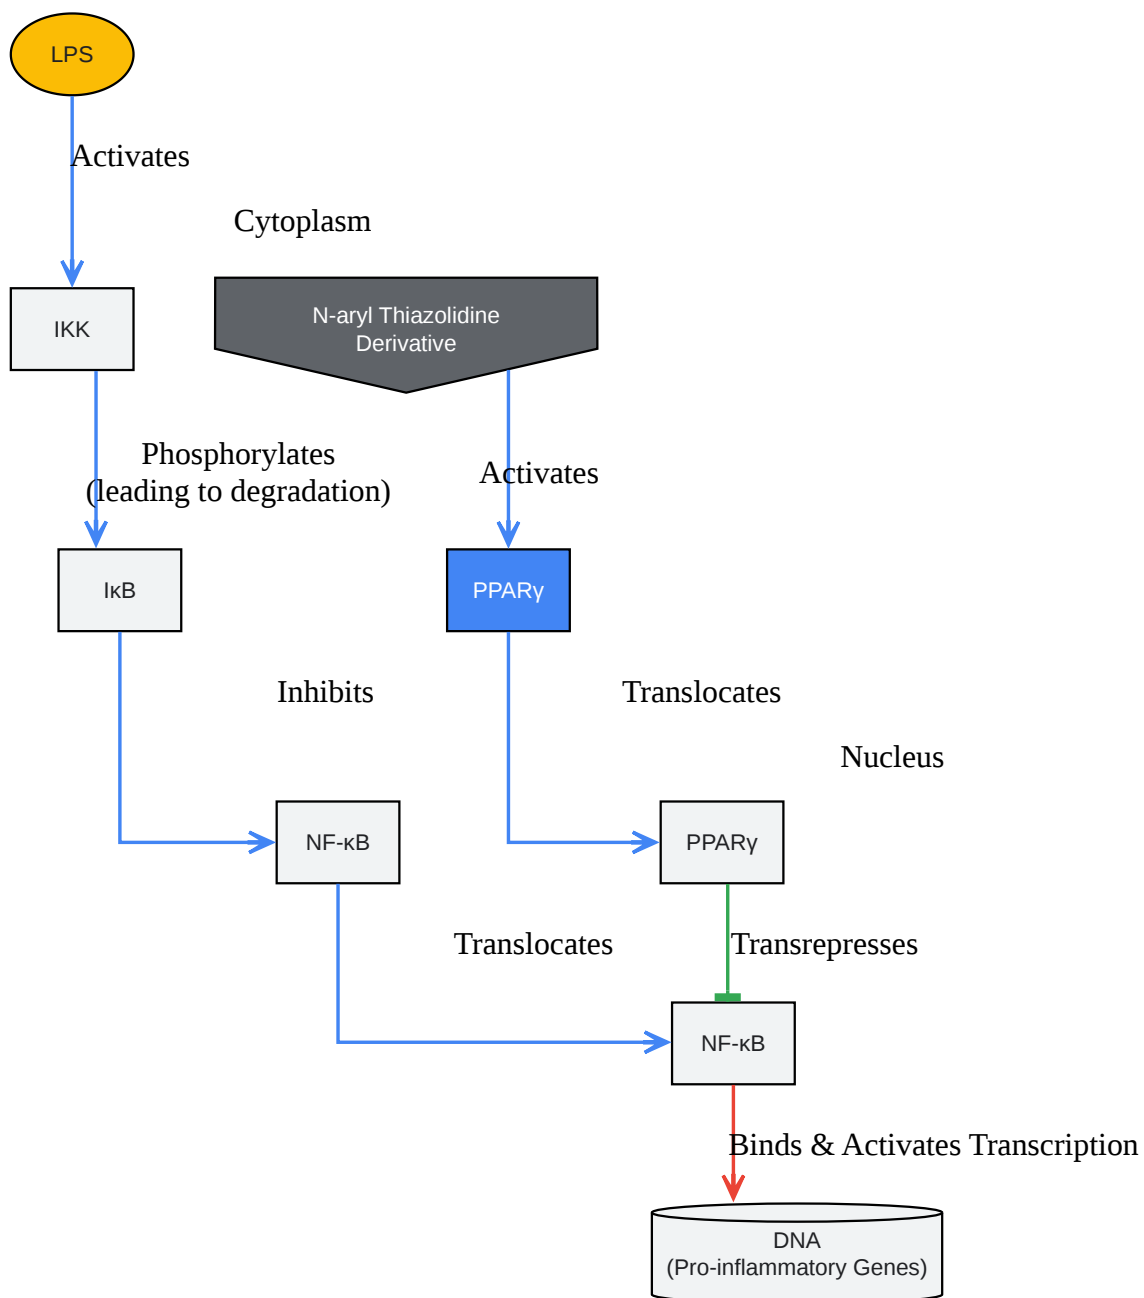 LPS
Activates
Cytoplasm
N-aryl Thiazolidine
Derivative
IKK
Phosphorylates
(leading to degradation)
Activates
IκB
PPARγ
Inhibits
Translocates
Nucleus
NF-κB
PPARγ
Translocates
Transrepresses
NF-κB
Binds & Activates Transcription
DNA
(Pro-inflammatory Genes)